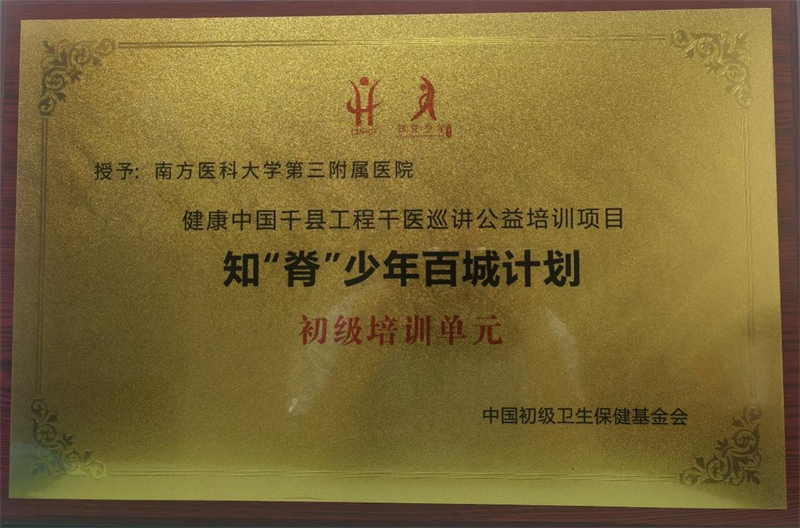 授予：南方医科大学第三附属医院
健康中国千县工程千医巡讲公益培训项目
知“脊”少年百城计划
初级培训单元
中国初级卫生保健基金会